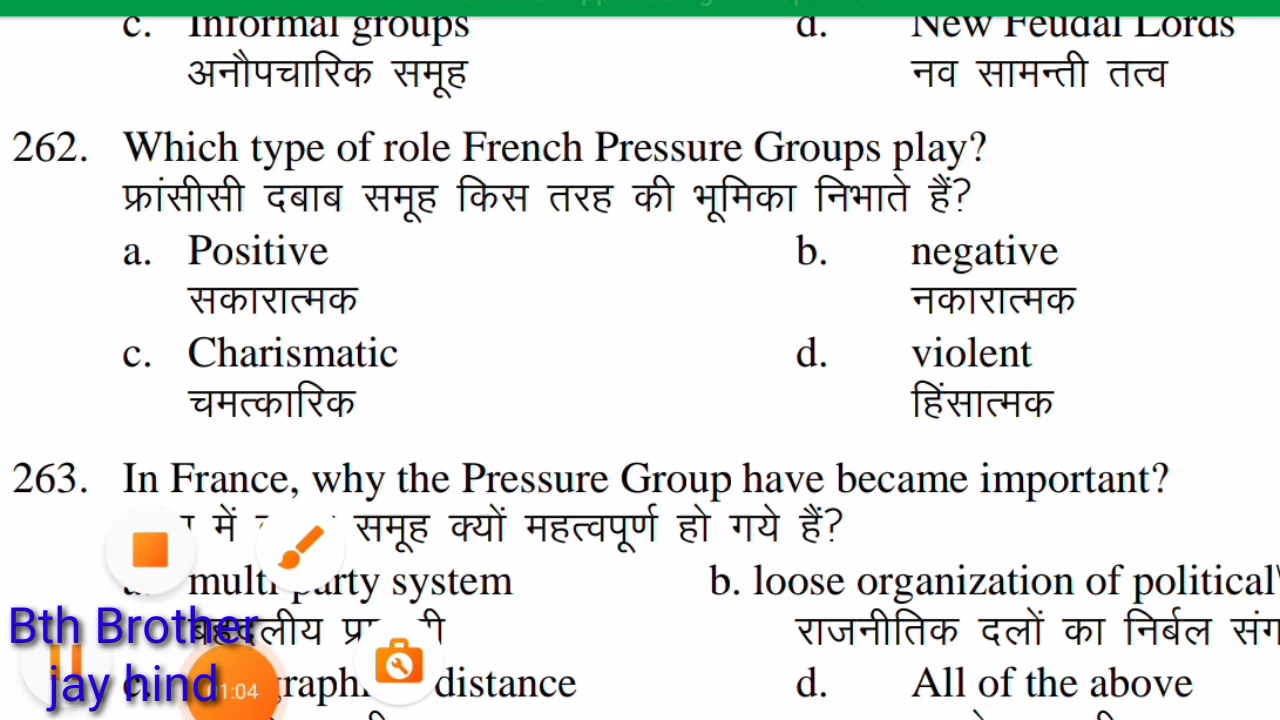 c. Informal groups d. New Feudal Lords
अनौपचारिक समूह नव सामन्ती तत्व
262. Which type of role French Pressure Groups play?
फ्रांसीसी दबाब समूह किस तरह की भूमिका निभाते हैं?
a. Positive b. negative
सकारात्मक नकारात्मक
c. Charismatic d. violent
चमत्कारिक हिंसात्मक
263. In France, why the Pressure Group have became important?
में समूह क्यों महत्वपूर्ण हो गये हैं?
system b. loose organization of political
राजनीतिक दलों का निर्बल
distance d. All of the above
Bth Brother
jay hind
1:04